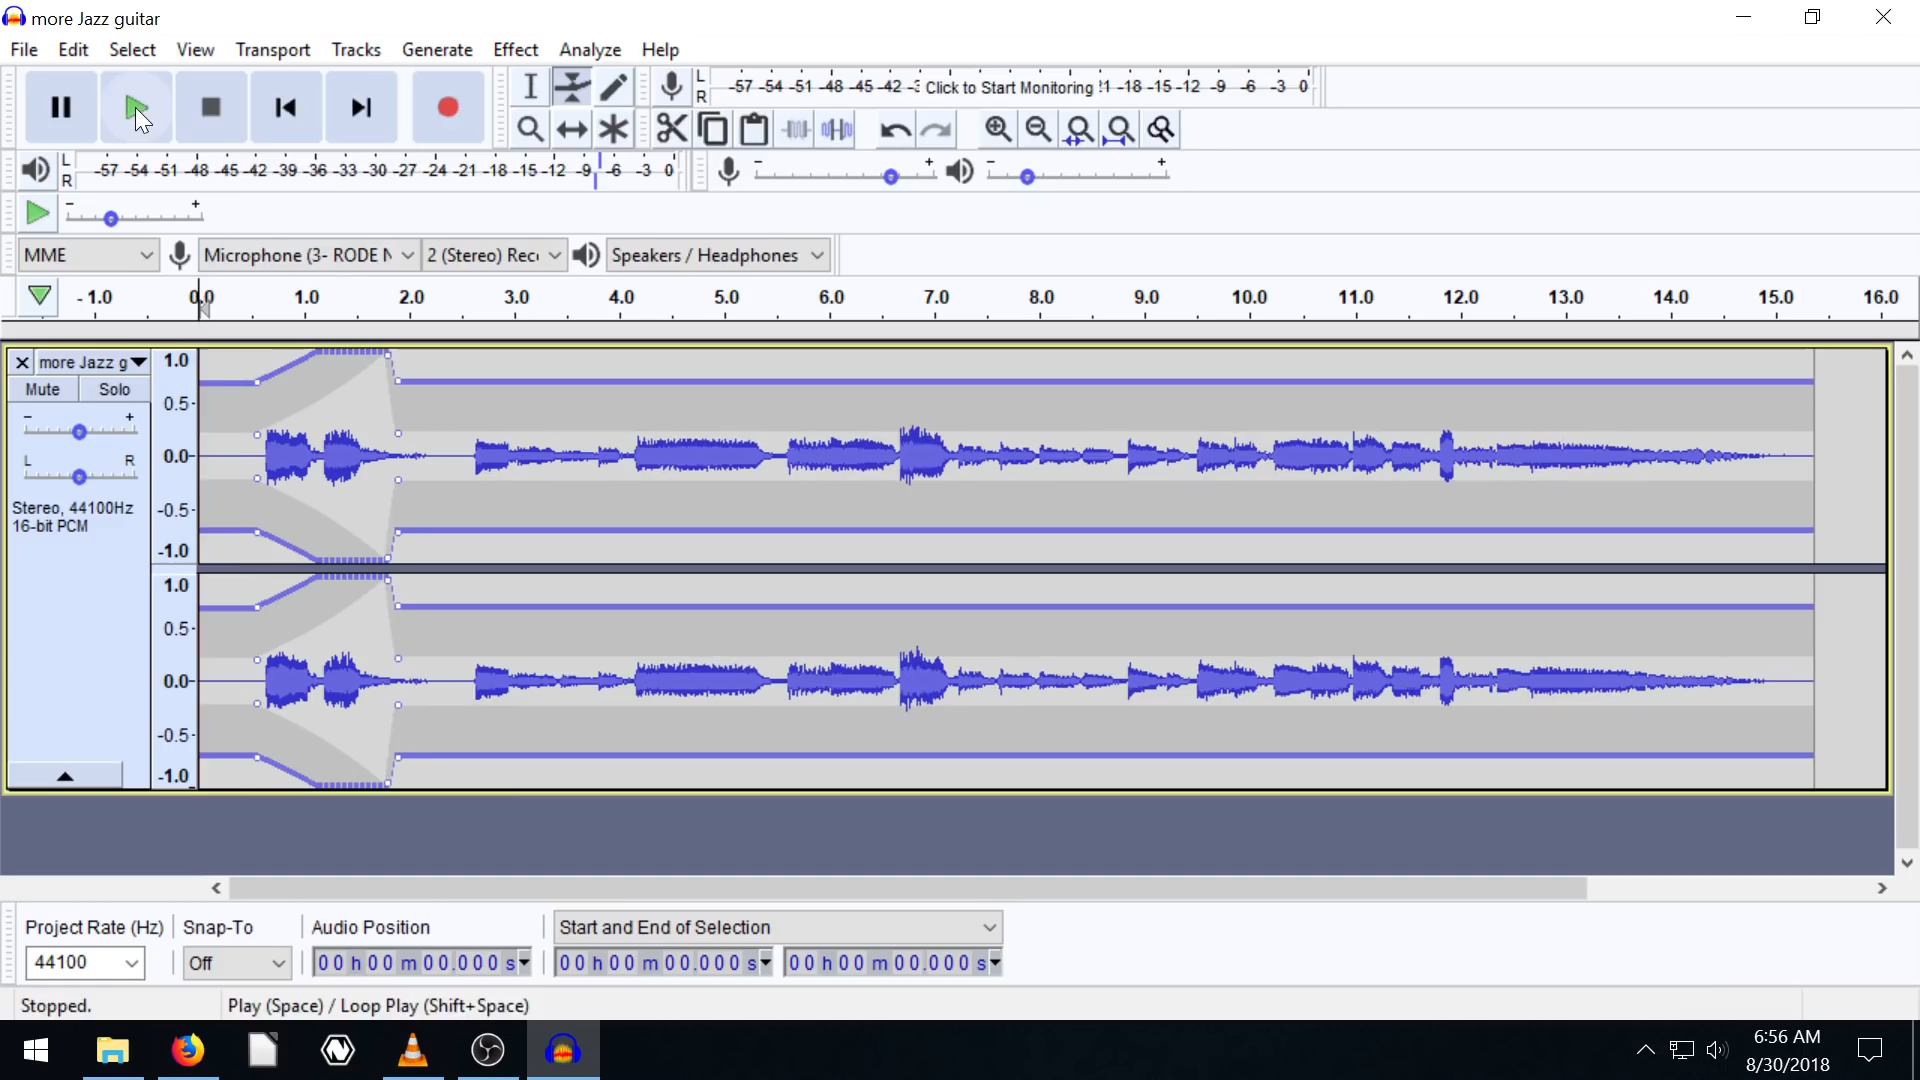 more Jazz guitar
File Edit Select View Transport Tracks Generate Effect Analyze Help
L -57 -54 -51 -48 -45 -42 -3 Click to Start Monitoring !1 -18 -15 -12 -9 -6 -3 0
R
L -57 -54 -51 -48 -45 -42 -39 -36 -33 -30 -27 -24 -21 -18 -15 -12 -9 -6 -3 0 - + - +
R
- +
MME Microphone (3- RODE N 2 (Stereo) Reco Speakers / Headphones
-1.0 0.0 1.0 2.0 3.0 4.0 5.0 6.0 7.0 8.0 9.0 10.0 11.0 12.0 13.0 14.0 15.0 16.0
more Jazz g 1.0
Mute Solo
0.5
- +
0.0
L R
Stereo, 44100Hz -0.5
16-bit PCM
-1.0
1.0
0.5
0.0
-0.5
-1.0
Project Rate (Hz) Snap-To Audio Position Start and End of Selection
44100 Off 00 h 00 m 00.000 s 00 h 00 m 00.000 s 00 h 00 m 00.000 s
Stopped. Play (Space) / Loop Play (Shift+Space)
6:56 AM
8/30/2018